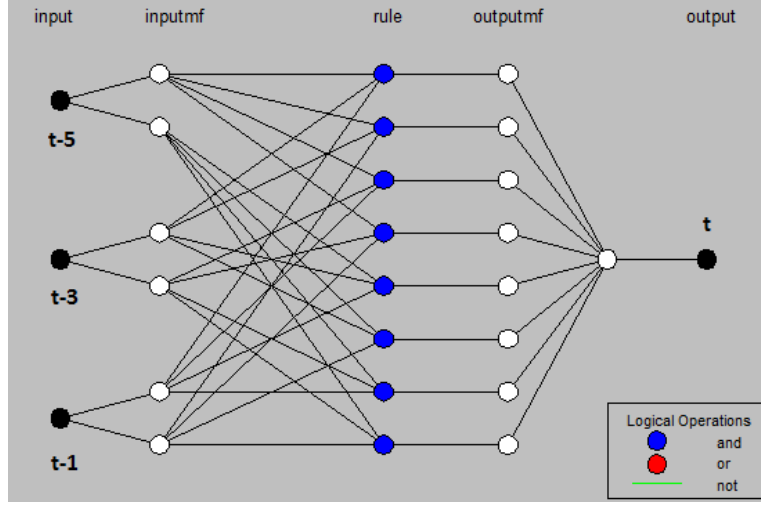 input inputmf rule outputmf output
t-5
t
t-3
t-1
Logical Operations
and
or
not